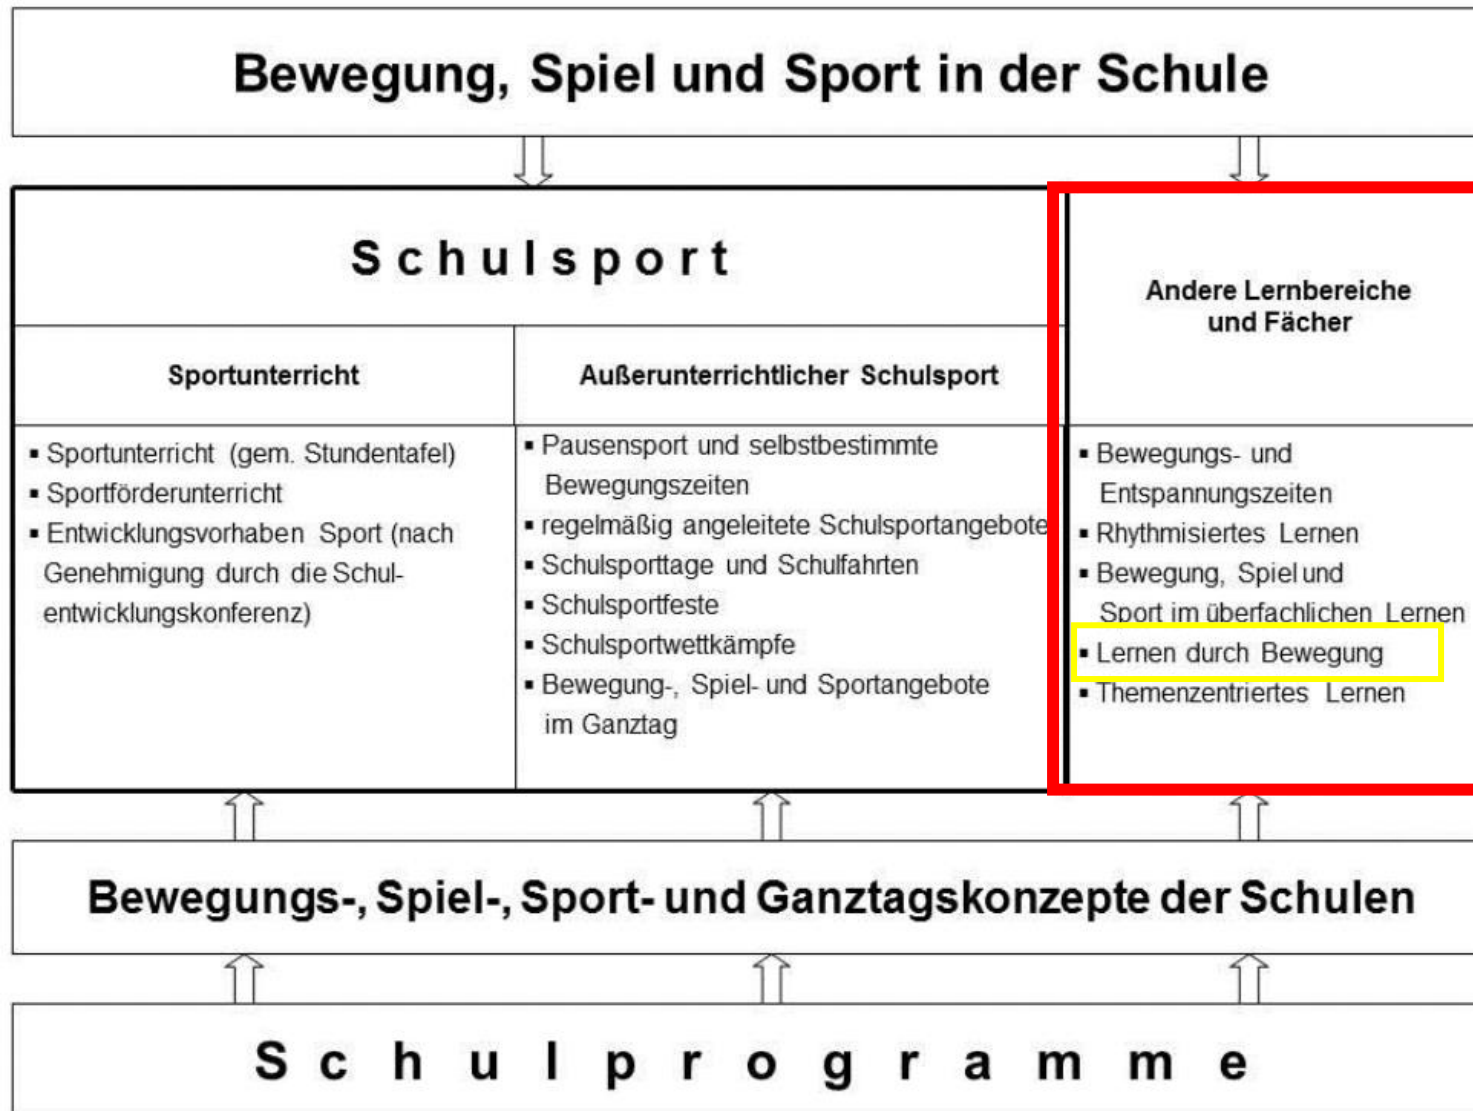 Bewegung, Spiel und Sport in der Schule
Schulsport
Sportunterricht
▪ Sportunterricht (gem. Stundentafel)
▪ Sportförderunterricht
▪ Entwicklungsvorhaben Sport (nach
Genehmigung durch die Schul-
entwicklungskonferenz)
Außerunterrichtlicher Schulsport
▪ Pausensport und selbstbestimmte
Bewegungszeiten
▪ regelmäßig angeleitete Schulsportangebote
▪ Schulsporttage und Schulfahrten
▪ Schulsportfeste
▪ Schulsportwettkämpfe
▪ Bewegung-, Spiel- und Sportangebote
im Ganztag
Andere Lernbereiche
und Fächer
▪ Bewegungs- und
Entspannungszeiten
▪ Rhythmisiertes Lernen
▪ Bewegung, Spiel und
Sport im überfachlichen Lernen
▪ Lernen durch Bewegung
▪ Themenzentriertes Lernen
Bewegungs-, Spiel-, Sport- und Ganztagskonzepte der Schulen
Schulprogramme